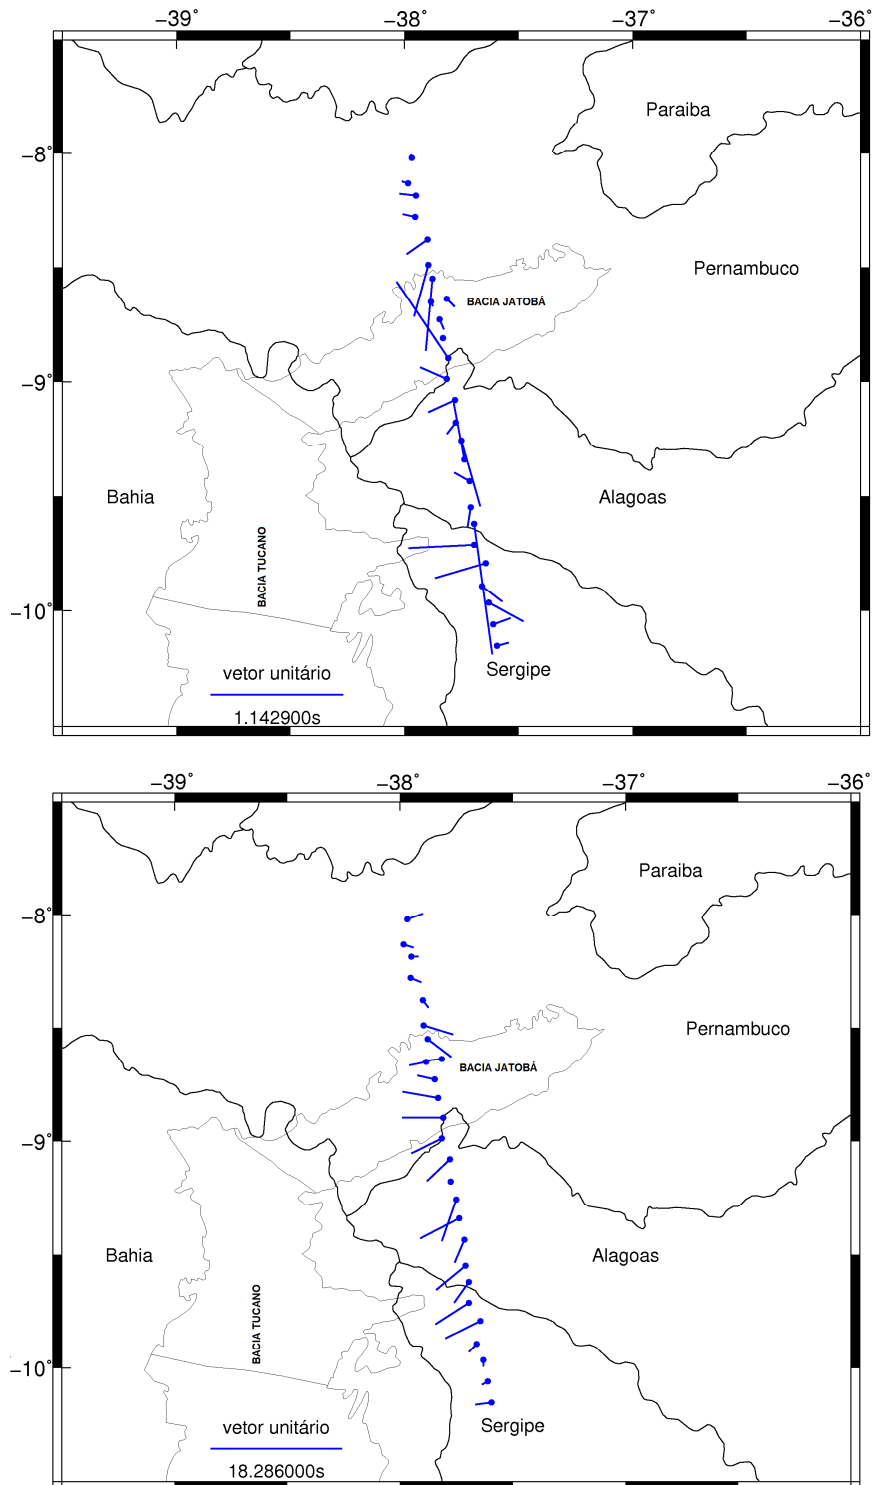 −39° −38° −37° −36°
Paraiba
−8°
Pernambuco
BACIA JATOBÁ
−9°
Bahia
Alagoas
BACIA TUCANO
−10°
Sergipe
vetor unitário
1.142900s
−39° −38° −37° −36°
Paraiba
−8°
Pernambuco
BACIA JATOBÁ
−9°
Bahia
Alagoas
BACIA TUCANO
−10°
Sergipe
vetor unitário
18.286000s